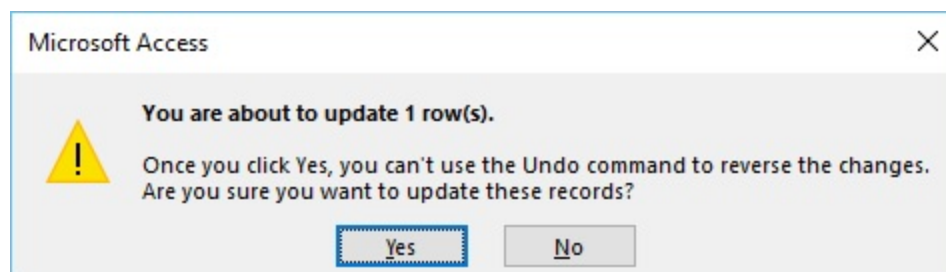 Microsoft Access
You are about to update 1 row(s).
Once you click Yes, you can't use the Undo command to reverse the changes.
Are you sure you want to update these records?
Yes No